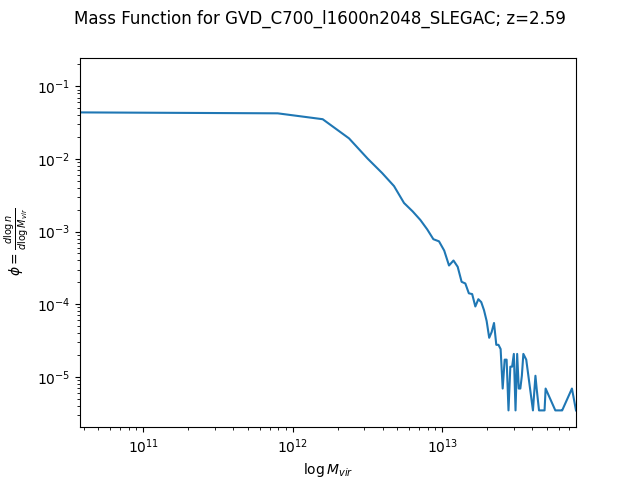 Mass Function for GVD_C700_l1600n2048_SLEGAC; z=2.59
10⁻¹
10⁻²
10⁻³
10⁻⁴
10⁻⁵
ϕ = d log n / d log M_vir
10¹¹ 10¹² 10¹³
log M_vir